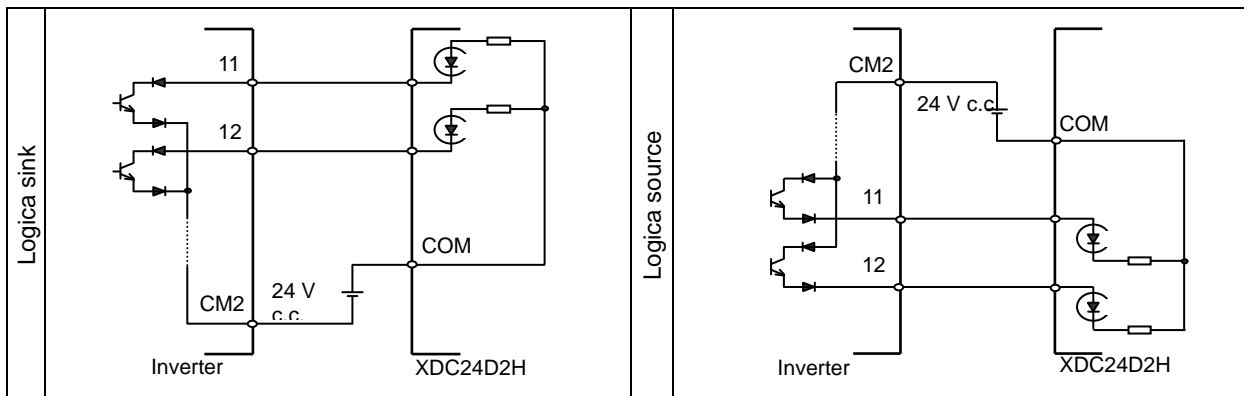 Logica sink
11
12
COM
CM2
24 V
c.c.
Inverter
XDC24D2H
Logica source
CM2
24 V c.c
COM
11
12
Inverter
XDC24D2H